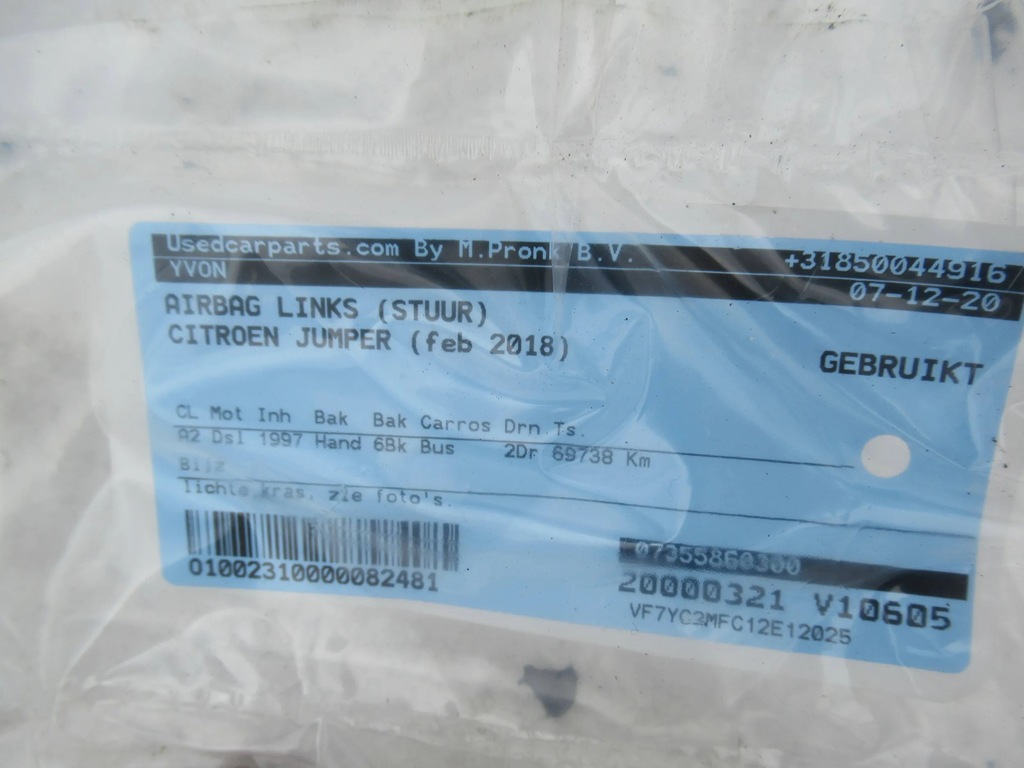 Usedcarparts.com By M.Pronk B.V. +31850044916
YVON 07-12-20
AIRBAG LINKS (STUUR)
CITROEN JUMPER (feb 2018)
GEBRUIKT
CL Mot Inh Bak Bak Carros Drn Ts.
A2 Dsl 1997 Hand 6Bk Bus 2Dr 69738 Km
Bijz
lichte kras, zie foto's.
07355860300
01002310000082481
20000321 V10605
VF7YC2MFC12E12025